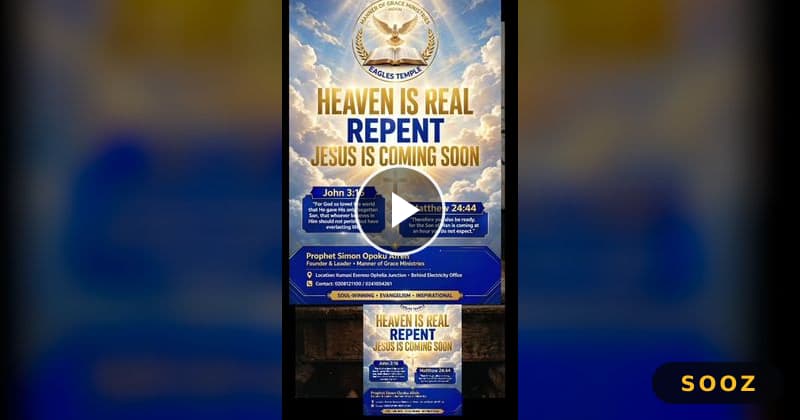 MANNER OF GRACE MINISTRIES
EAGLES TEMPLE
HEAVEN IS REAL
REPENT
JESUS IS COMING SOON
John 3:16
"For God so loved the world
that He gave His only begotten
Son, that whoever believes in
Him should not perish but have
everlasting life
Matthew 24:44
"Therefore you also be ready,
for the Son of Man is coming at
an hour you do not expect."
Prophet Simon Opoku
Founder & Leader • Manner of Grace Ministries
Location: Kumasi Esereso Ophelia Junction • Behind Electricity Office
Contact: 0208121100 / 0241034261
SOUL-WINNING • EVANGELISM • INSPIRATIONAL
HEAVEN IS REAL
REPENT
JESUS IS COMING SOON
John 3:16
Matthew 24:44
Prophet Simon Opoku
SOOZ